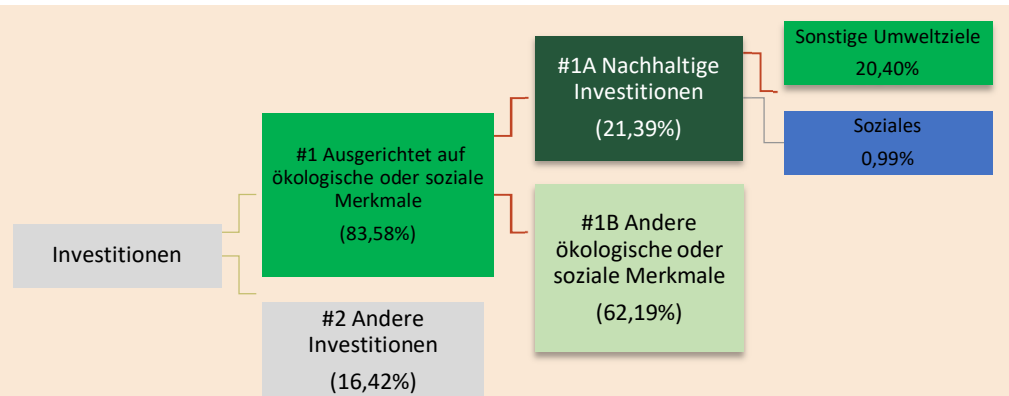 Investitionen
#1 Ausgerichtet auf
ökologische oder soziale
Merkmale
(83,58%)
#2 Andere
Investitionen
(16,42%)
#1A Nachhaltige
Investitionen
(21,39%)
#1B Andere
ökologische oder
soziale Merkmale
(62,19%)
Sonstige Umweltziele
20,40%
Soziales
0,99%